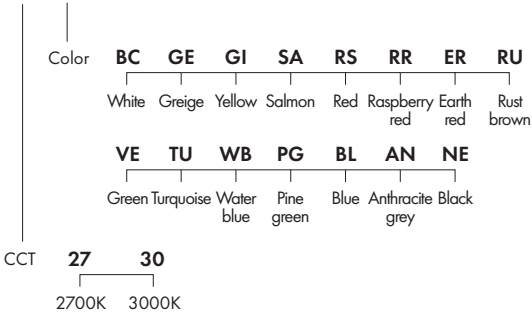 Color BC GE GI SA RS RR ER RU
White Greige Yellow Salmon Red Raspberry red Earth red Rust brown
VE TU WB PG BL AN NE
Green Turquoise Water blue Pine green Blue Anthracite grey Black
CCT 27 30
2700K 3000K